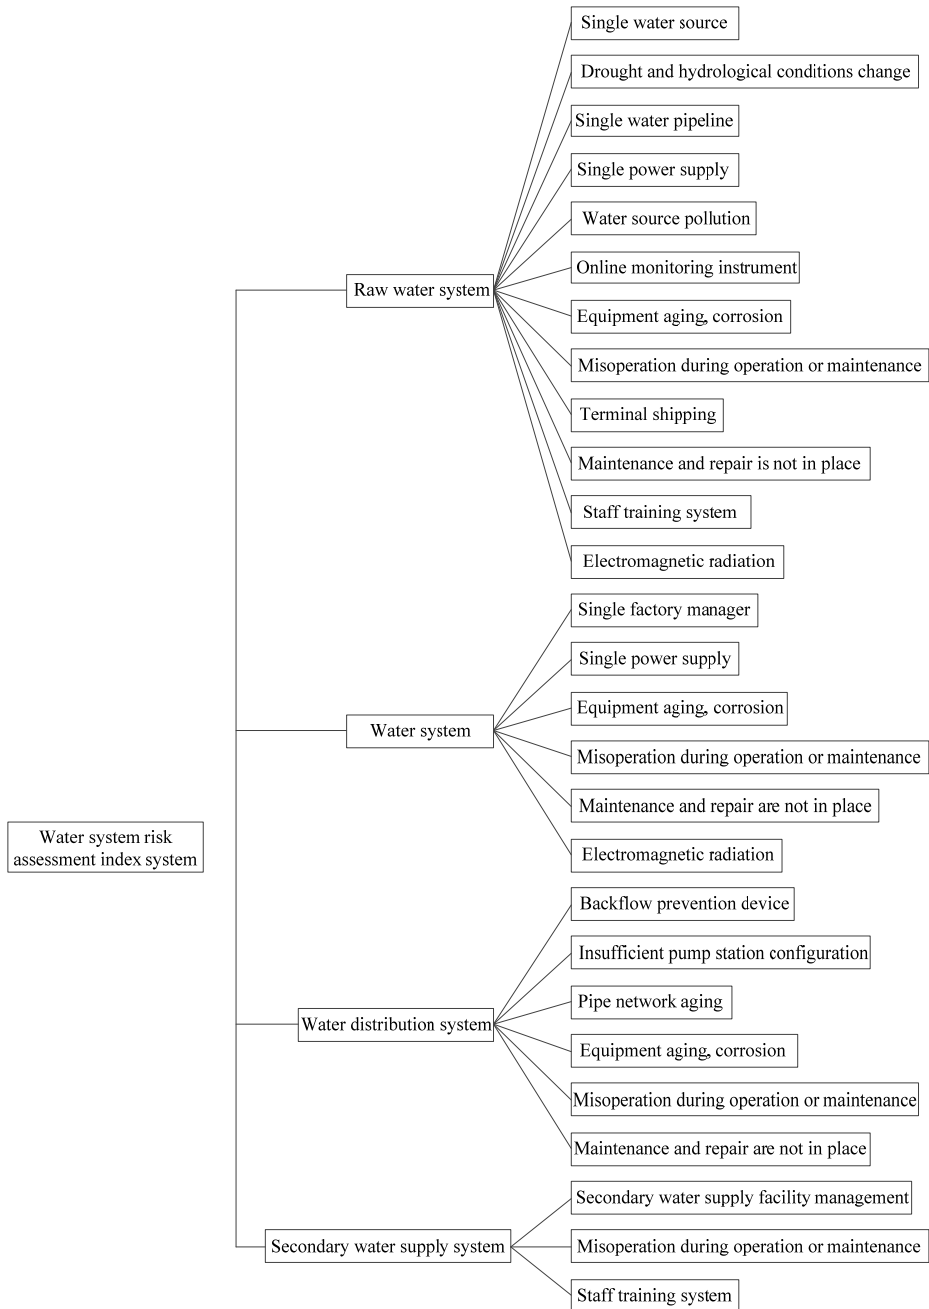 Single water source
Drought and hydrological conditions change
Single water pipeline
Single power supply
Water source pollution
Online monitoring instrument
Raw water system
Equipment aging, corrosion
Misoperation during operation or maintenance
Terminal shipping
Maintenance and repair is not in place
Staff training system
Electromagnetic radiation
Single factory manager
Single power supply
Equipment aging, corrosion
Water system
Misoperation during operation or maintenance
Maintenance and repair are not in place
Water system risk
assessment index system
Electromagnetic radiation
Backflow prevention device
Insufficient pump station configuration
Pipe network aging
Water distribution system
Equipment aging, corrosion
Misoperation during operation or maintenance
Maintenance and repair are not in place
Secondary water supply facility management
Secondary water supply system
Misoperation during operation or maintenance
Staff training system